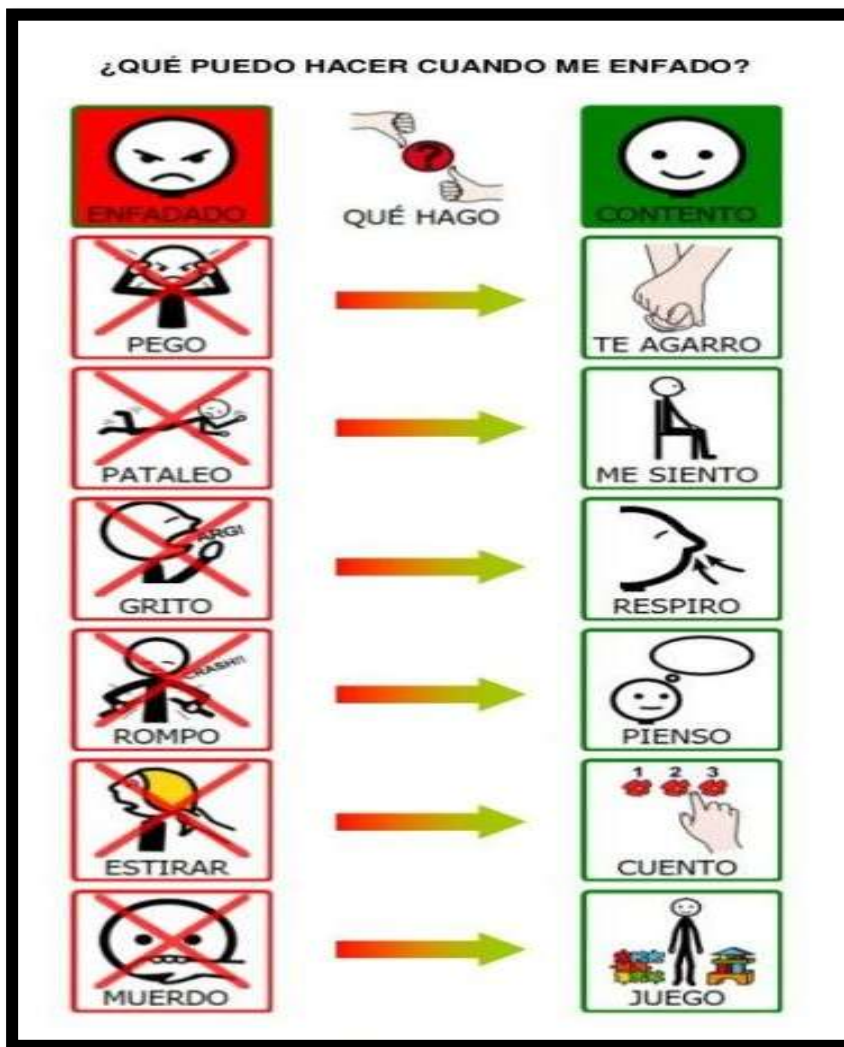 ¿QUÉ PUEDO HACER CUANDO ME ENFADO?
ENFADADO
QUÉ HAGO
CONTENTO
?
PEGO
TE AGARRO
PATALEO
ME SIENTO
ARG!
GRITO
RESPIRO
CRASH!!
ROMPO
PIENSO
1 2 3
ESTIRAR
CUENTO
MUERDO
JUEGO